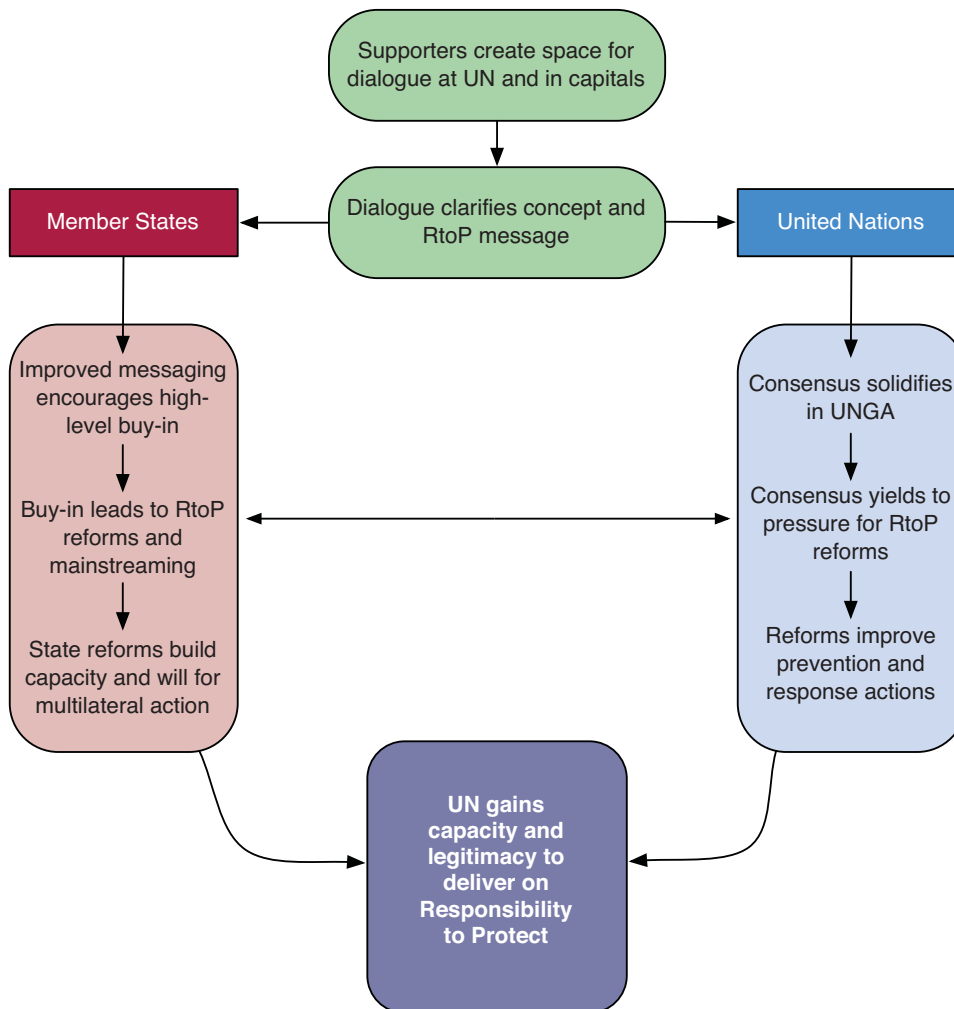 Supporters create space for
dialogue at UN and in capitals
Dialogue clarifies concept and
RtoP message
Member States
United Nations
Improved messaging
encourages high-
level buy-in
Buy-in leads to RtoP
reforms and
mainstreaming
State reforms build
capacity and will for
multilateral action
Consensus solidifies
in UNGA
Consensus yields to
pressure for RtoP
reforms
Reforms improve
prevention and
response actions
UN gains
capacity and
legitimacy to
deliver on
Responsibility
to Protect